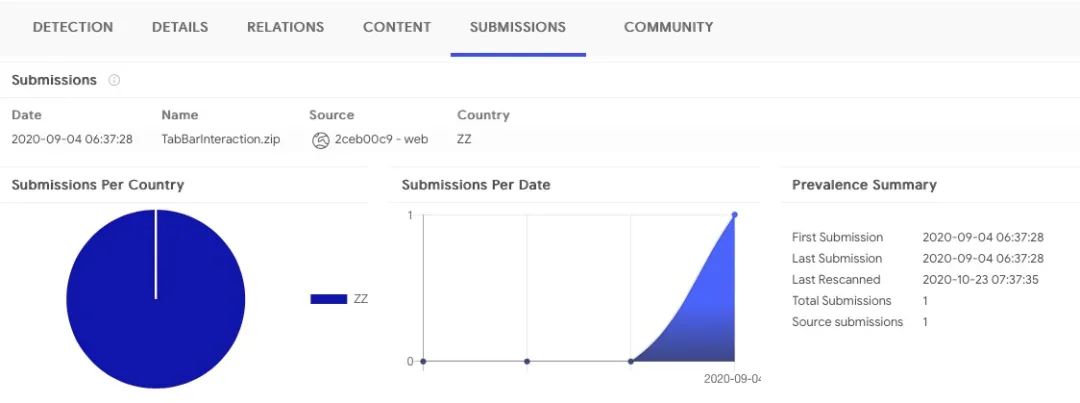 DETECTION DETAILS RELATIONS CONTENT SUBMISSIONS COMMUNITY
Submissions
Date Name Source Country
2020-09-04 06:37:28 TabBarInteraction.zip 2ceb00c9 - web ZZ
Submissions Per Country
ZZ
Submissions Per Date
1
0
2020-09-04
Prevalence Summary
First Submission 2020-09-04 06:37:28
Last Submission 2020-09-04 06:37:28
Last Rescanned 2020-10-23 07:37:35
Total Submissions 1
Source submissions 1